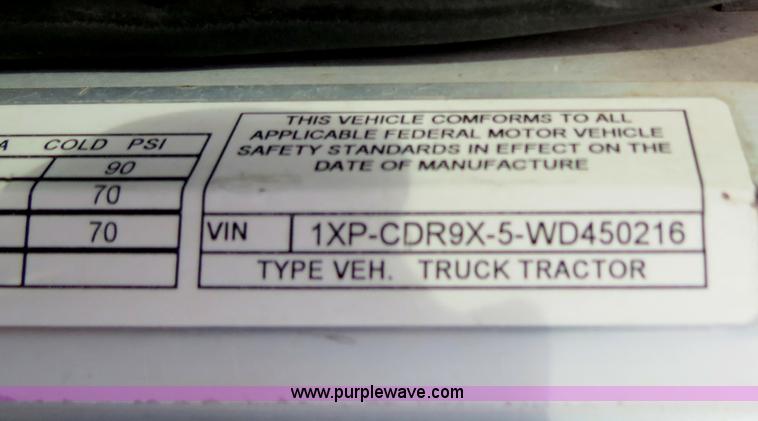 A COLD PSI
90
70
70
THIS VEHICLE COMFORMS TO ALL
APPLICABLE FEDERAL MOTOR VEHICLE
SAFETY STANDARDS IN EFFECT ON THE
DATE OF MANUFACTURE
VIN 1XP-CDR9X-5-WD450216
TYPE VEH. TRUCK TRACTOR
www.purplewave.com